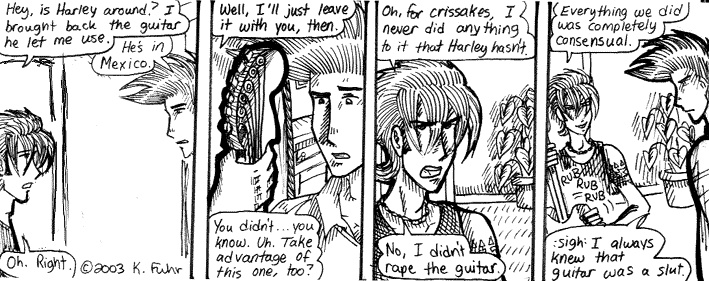 Hey, is Harley around? I
brought back the guitar
he let me use.
He's in
Mexico.
Oh. Right.
©2003 K. Fuhr
Well, I'll just leave
it with you, then.
You didn't...you
know. Uh. Take
advantage of
this one, too?
Oh, for crissakes, I
never did anything
to it that Harley hasn't.
No, I didn't
rape the guitar.
Everything we did
was completely
consensual.
RUB
RUB
RUB
:sigh: I always
knew that
guitar was a slut.